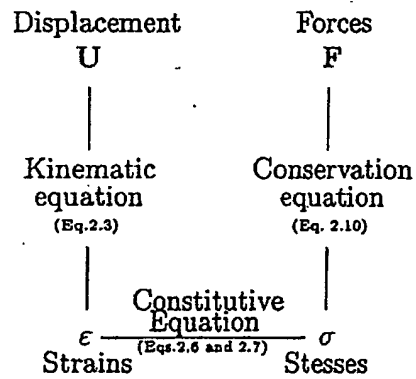 Displacement Forces
U F
Kinematic Conservation
equation equation
(Eq.2.3) (Eq. 2.10)
Constitutive
Equation
ε (Eqs.2.6 and 2.7) σ
Strains Stesses